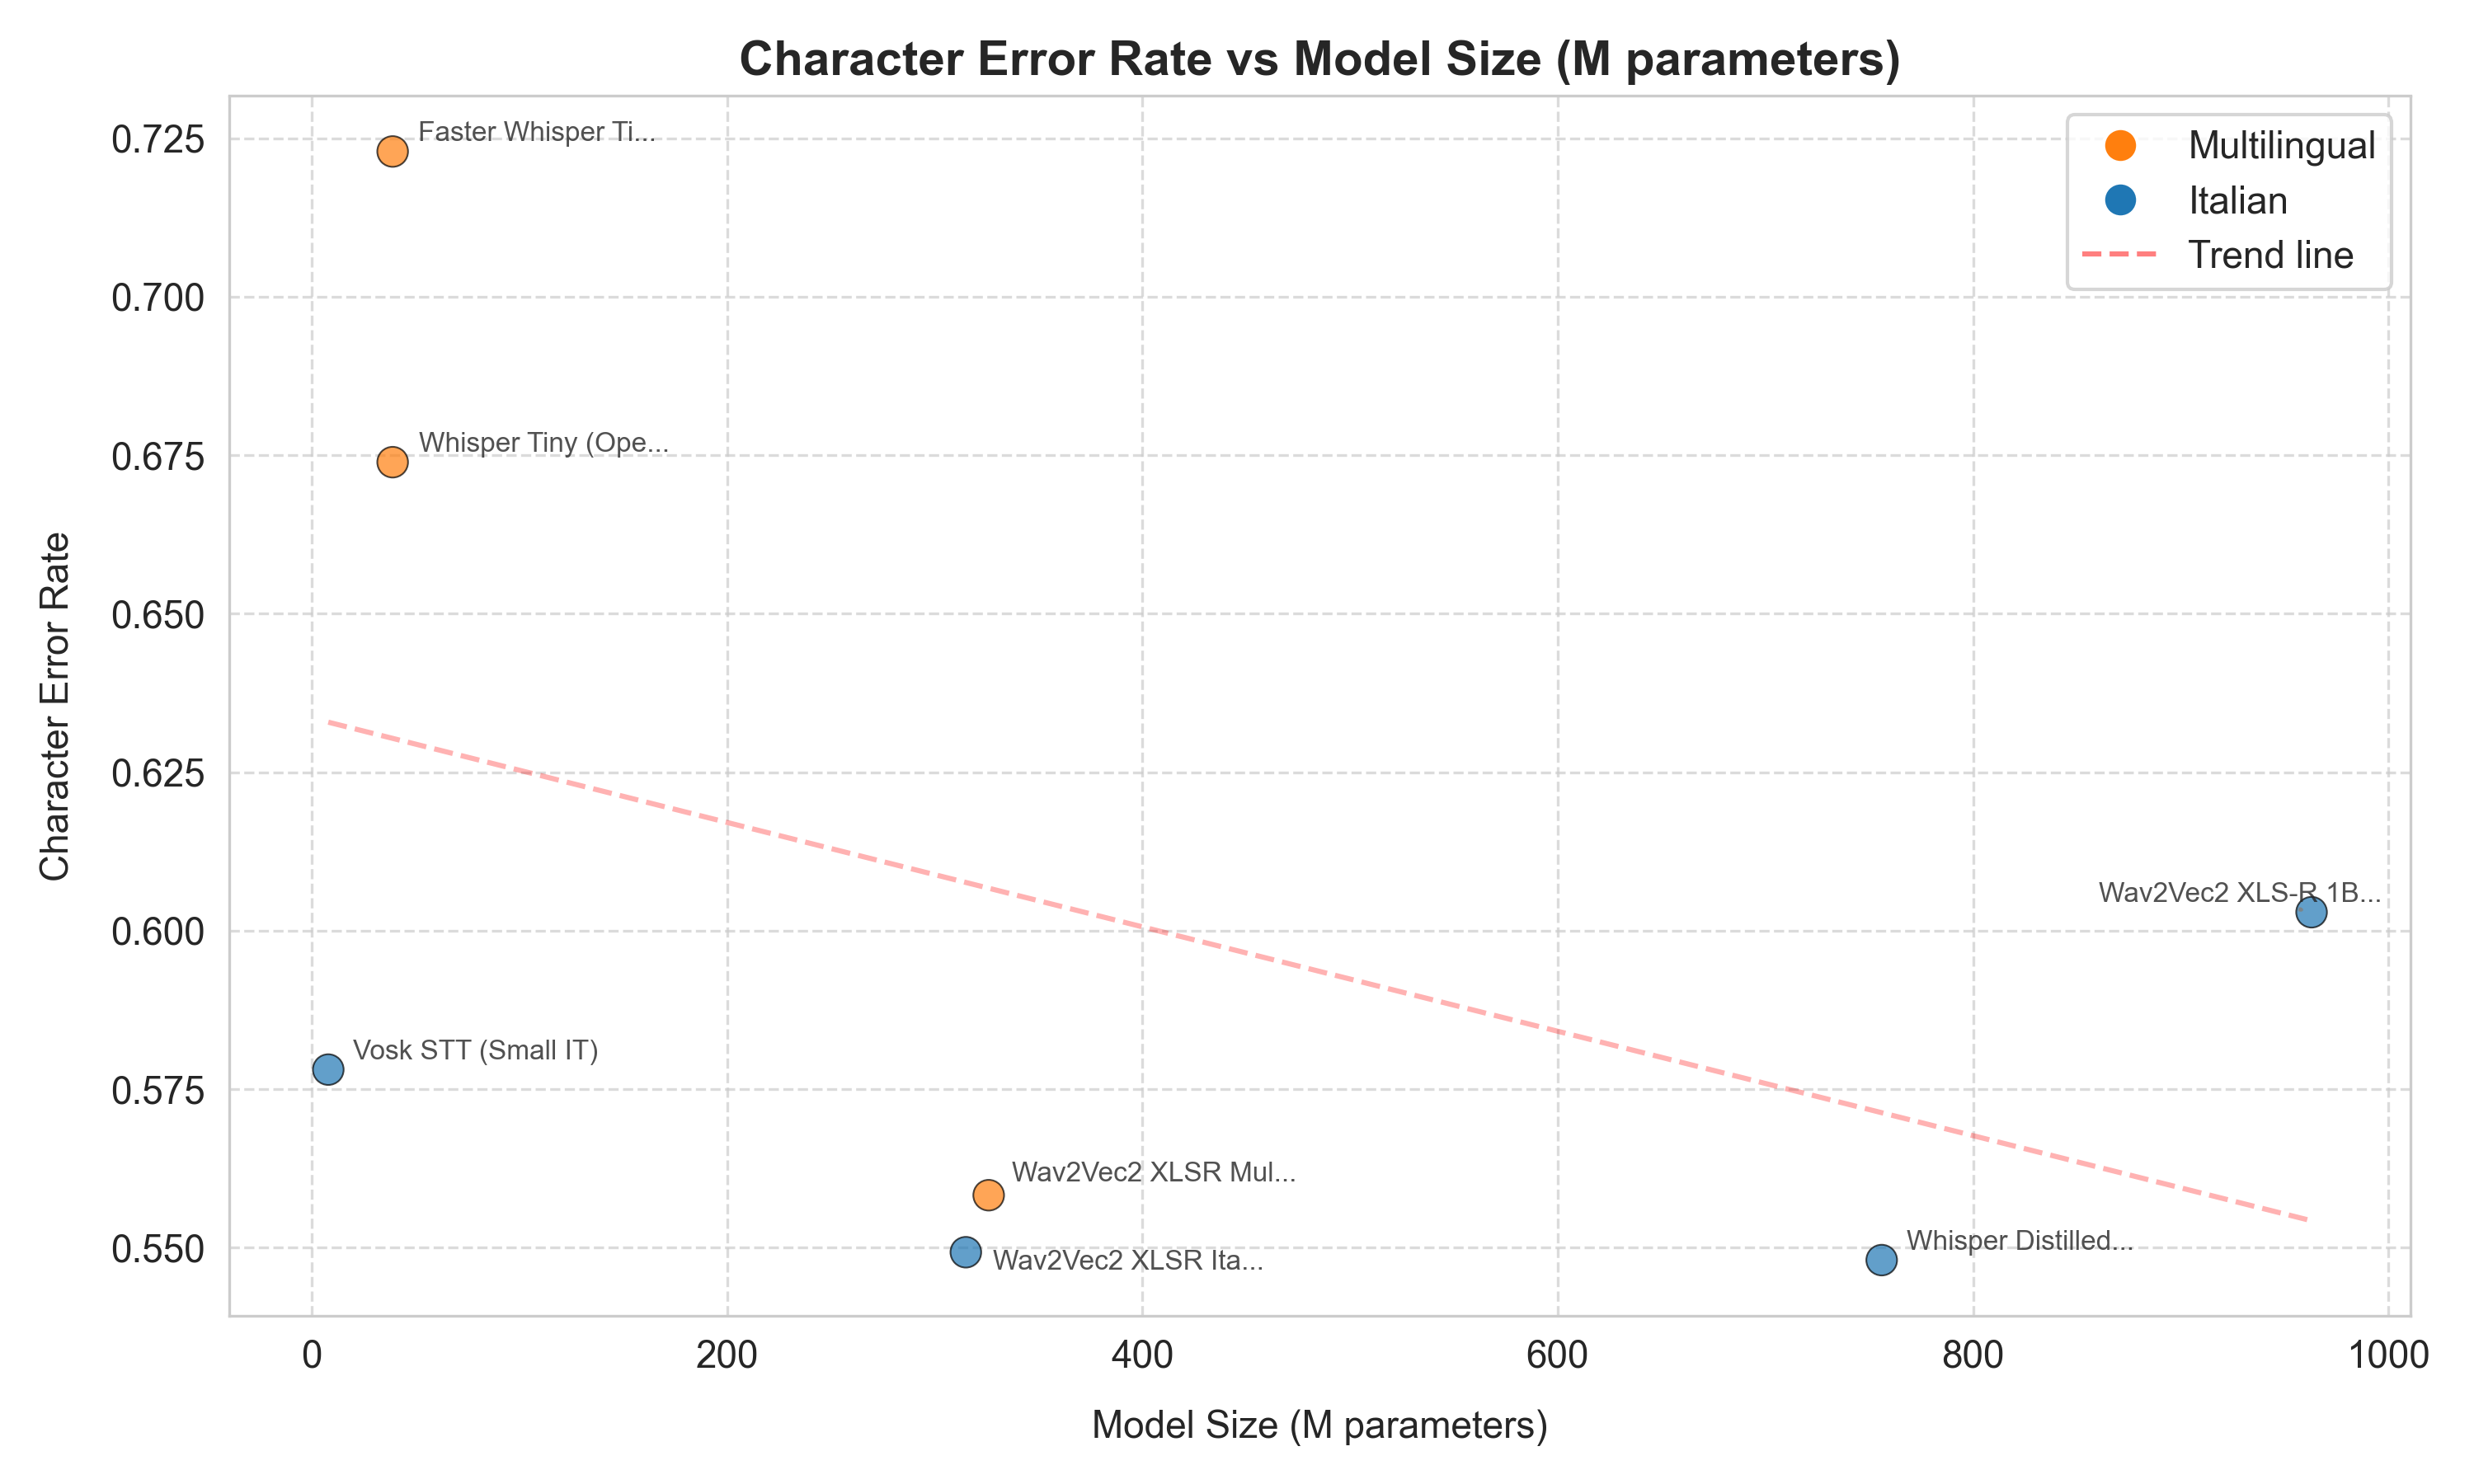 Character Error Rate vs Model Size (M parameters)
Multilingual
Italian
Trend line
Character Error Rate
0.725
0.700
0.675
0.650
0.625
0.600
0.575
0.550
Faster Whisper Ti...
Whisper Tiny (Ope...
Wav2Vec2 XLS-R 1B...
Vosk STT (Small IT)
Wav2Vec2 XLSR Mul...
Wav2Vec2 XLSR Ita...
Whisper Distilled...
0 200 400 600 800 1000
Model Size (M parameters)